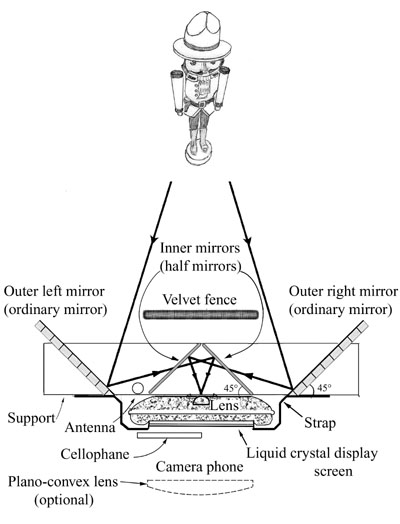 Inner mirrors
(half mirrors)
Outer left mirror
(ordinary mirror)
Velvet fence
Outer right mirror
(ordinary mirror)
45°
45°
Lens
Support
Antenna
Strap
Cellophane
Camera phone
Liquid crystal display
screen
Plano-convex lens
(optional)